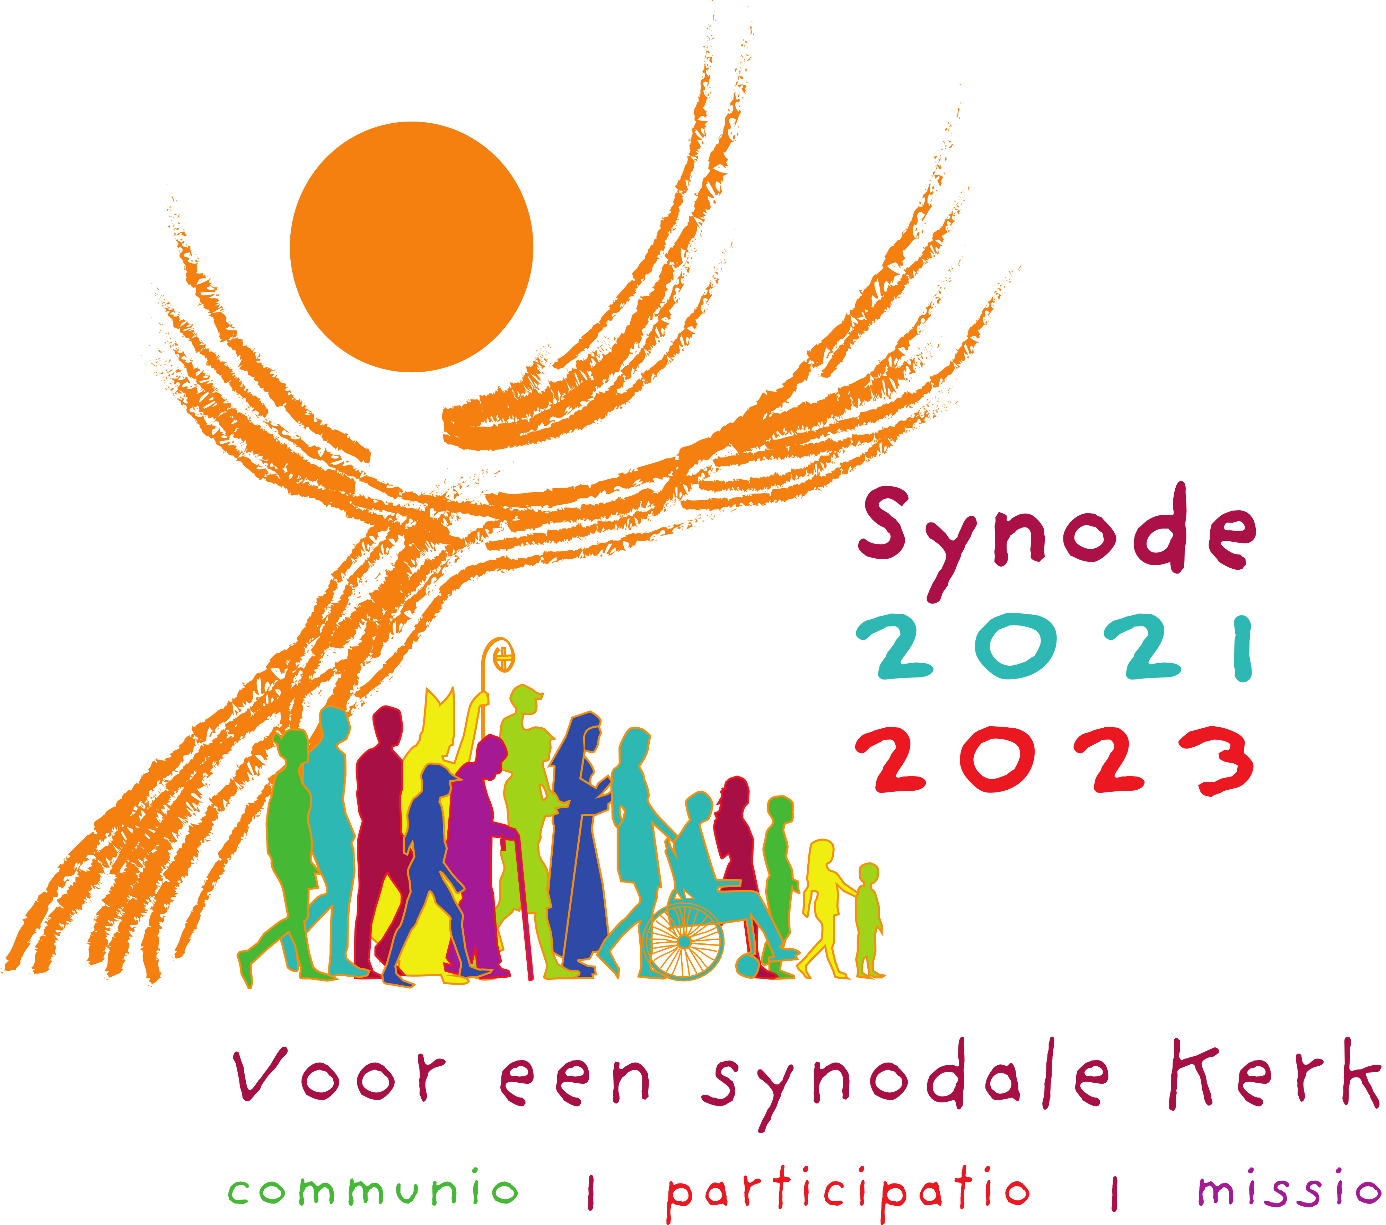 Synode
2021
2023
Voor een synodale Kerk
communio | participatio | missio